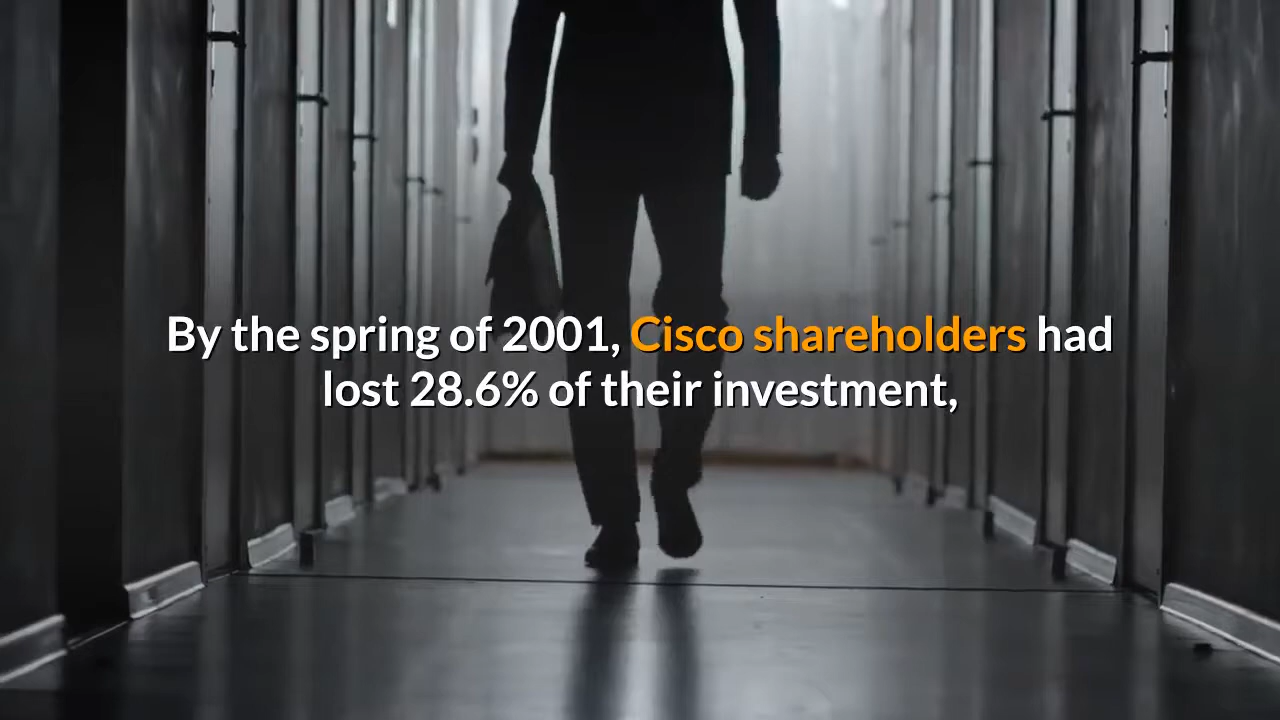 By the spring of 2001, Cisco shareholders had
lost 28.6% of their investment,